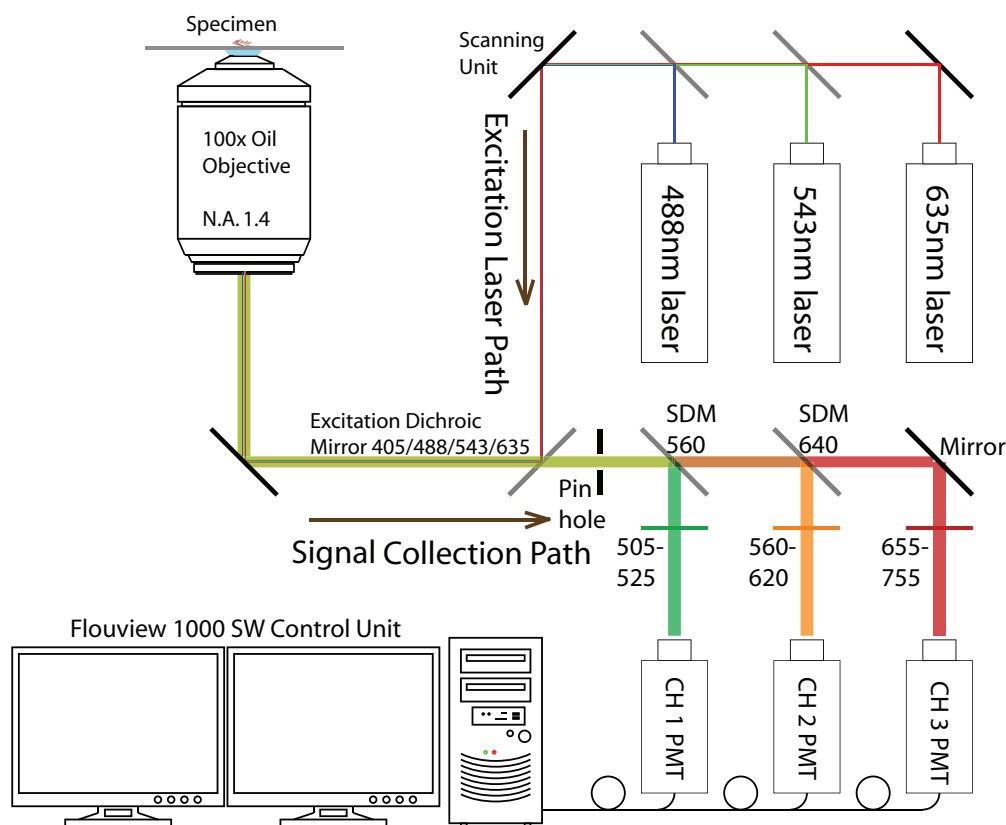 Specimen
100x Oil
Objective
N.A. 1.4
Scanning
Unit
Excitation Laser Path
488nm laser
543nm laser
635nm laser
Excitation Dichroic
Mirror 405/488/543/635
SDM
560
SDM
640
Mirror
Pin
hole
Signal Collection Path
505-
525
560-
620
655-
755
Flouview 1000 SW Control Unit
CH 1 PMT
CH 2 PMT
CH 3 PMT